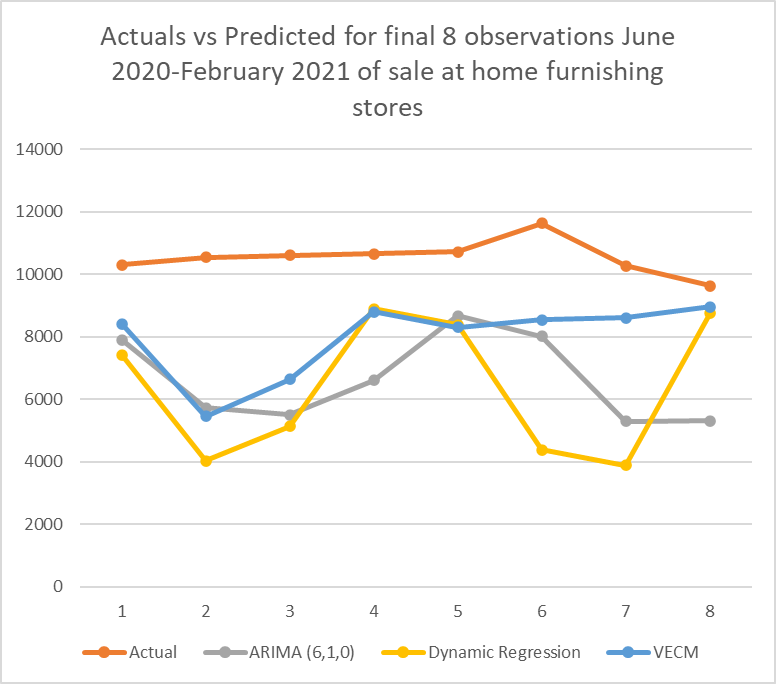 Actuals vs Predicted for final 8 observations June
2020-February 2021 of sale at home furnishing
stores
14000
12000
10000
8000
6000
4000
2000
0
1 2 3 4 5 6 7 8
Actual ARIMA (6,1,0) Dynamic Regression VECM